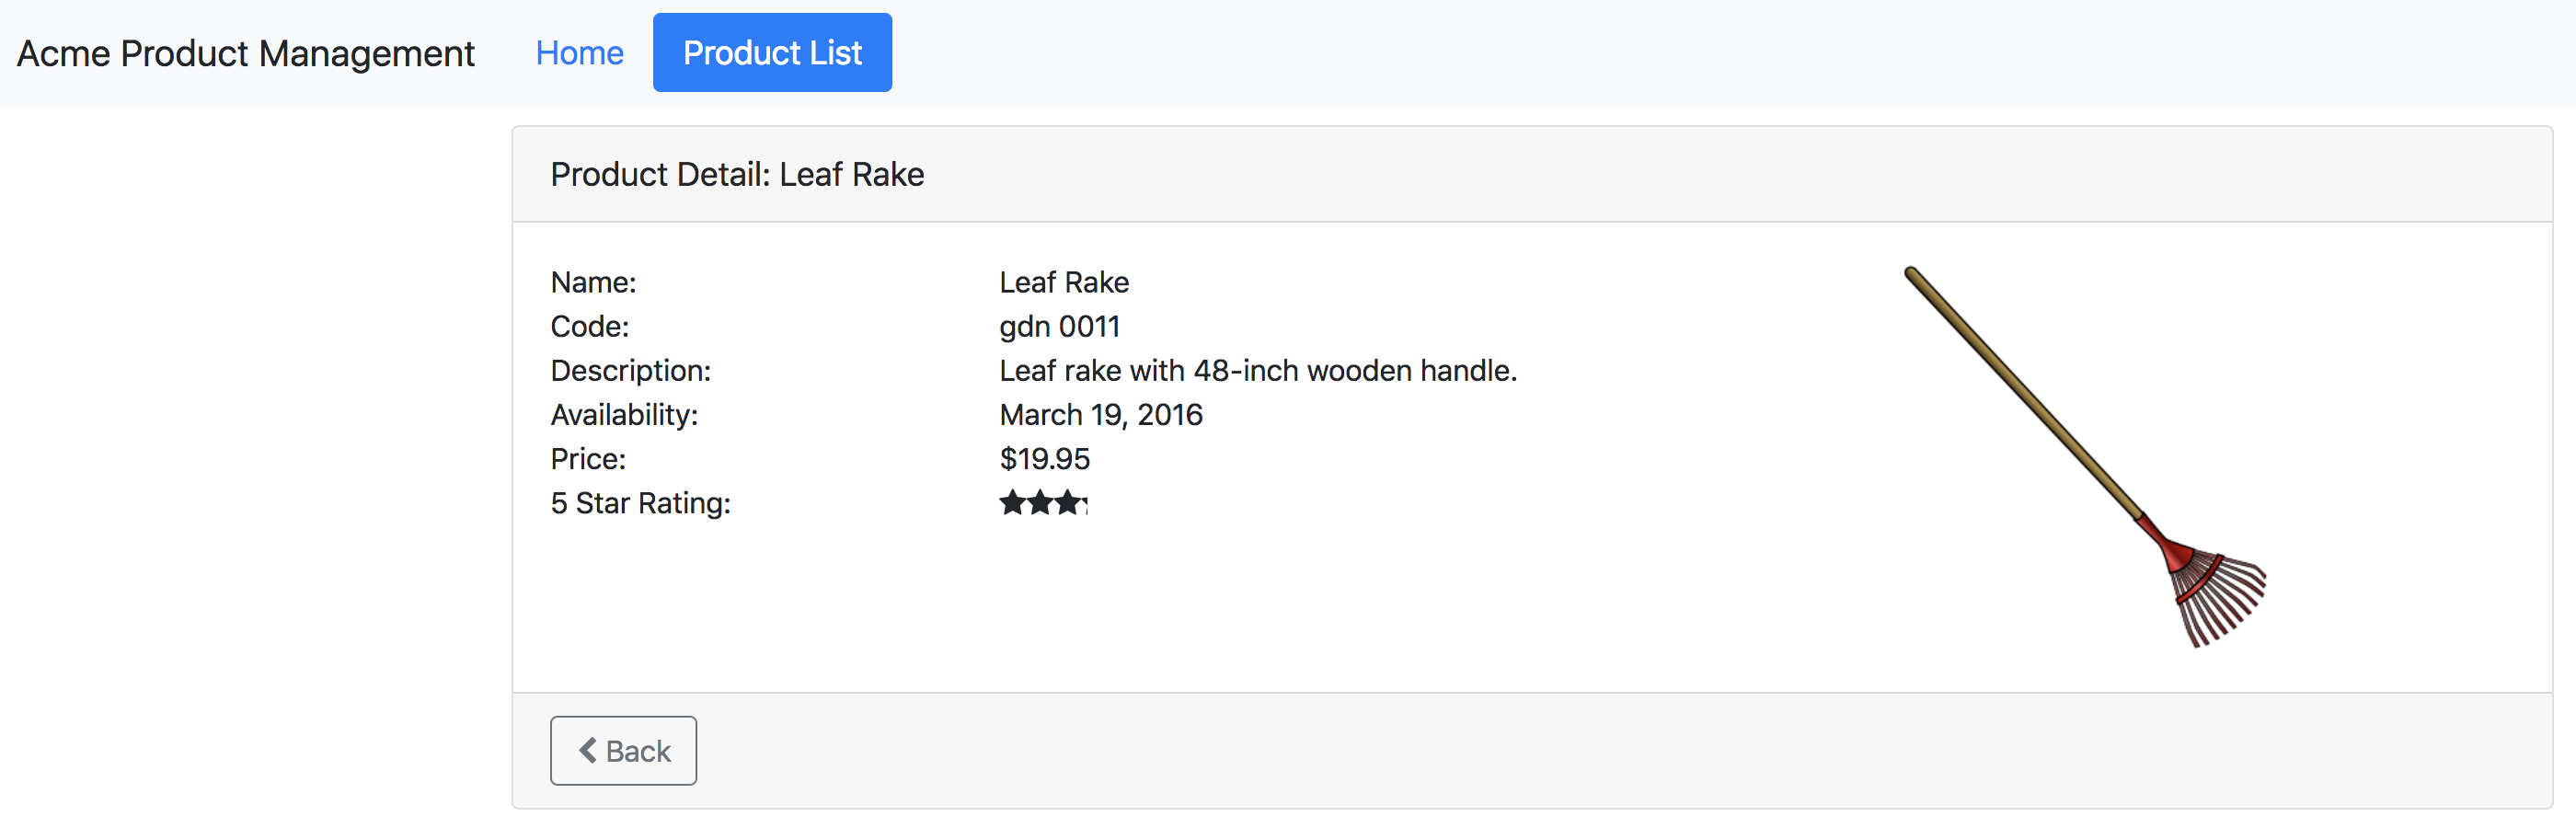 Acme Product Management Home Product List
Product Detail: Leaf Rake
Name: Leaf Rake
Code: gdn 0011
Description: Leaf rake with 48-inch wooden handle.
Availability: March 19, 2016
Price: $19.95
5 Star Rating:
Back